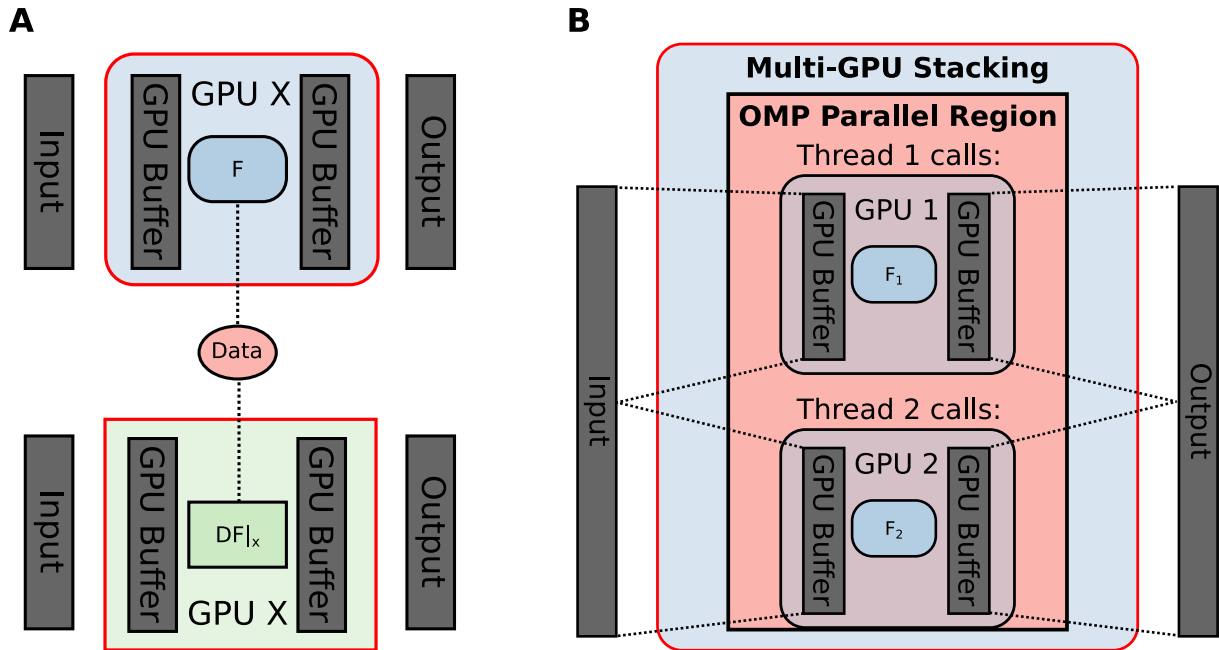 A
Input
GPU Buffer
GPU X
F
GPU Buffer
Output
Data
Input
GPU Buffer
DF|ₓ
GPU X
GPU Buffer
Output
B
Multi-GPU Stacking
OMP Parallel Region
Thread 1 calls:
Input
GPU Buffer
GPU 1
F₁
GPU Buffer
Output
Thread 2 calls:
GPU Buffer
GPU 2
F₂
GPU Buffer